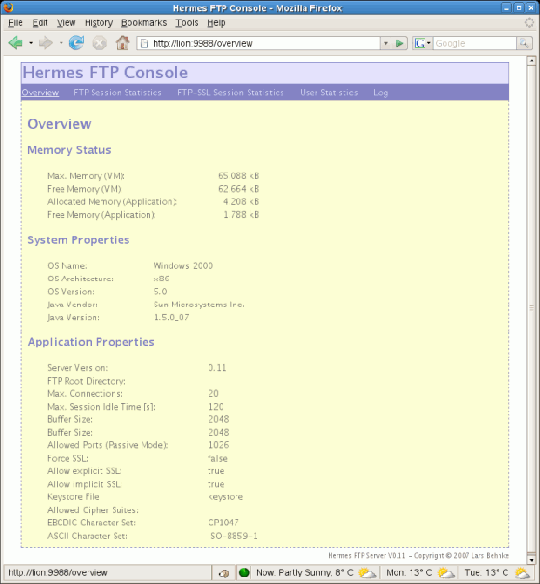 Hermes FTP Console - Mozilla Firefox
File Edit View History Bookmarks Tools Help
http://lion:9988/overview
Google
Hermes FTP Console
Overview FTP Session Statistics FTP-SSL Session Statistics User Statistics Log
Overview
Memory Status
Max. Memory (VM): 65 088 kB
Free Memory (VM) 62 664 kB
Allocated Memory (Application): 4 208 kB
Free Memory (Application): 1 788 kB
System Properties
OS Name: Windows 2000
OS Architecture: x86
OS Version: 5.0
Java Vendor: Sun Microsystems Inc.
Java Version: 1.5.0_07
Application Properties
Server Version: 0.11
FTP Root Directory:
Max. Connections: 20
Max. Session Idle Time [s]: 120
Buffer Size: 2048
Buffer Size: 2048
Allowed Ports (Passive Mode): 1026
Force SSL: false
Allow explicit SSL: true
Allow implicit SSL true
Keystore File keystore
Allowed Cipher Suites:
EBCDIC Character Set: CP1047
ASCII Character Set: ISO-8859-1
Hermes FTP Server V0.11 – Copyright © 2007 Lars Behnke
http://lion:9988/overview Now: Partly Sunny, 8° C Mon: 13° C Tue: 13° C